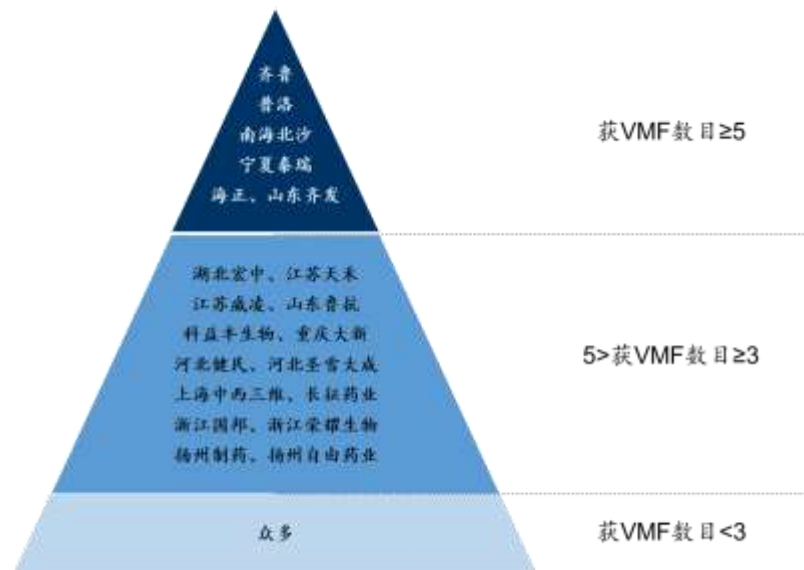 齐鲁
普洛
南海北沙
宁夏泰瑞
海正、山东齐发
获VMF数目≥5
湖北宏中、江苏天禾
江苏威凌、山东鲁抗
科益丰生物、重庆大新
河北健民、河北圣雪大成
上海中西三维、长征药业
浙江国邦、浙江荣耀生物
扬州制药、扬州自由药业
5>获VMF数目≥3
众多
获VMF数目<3